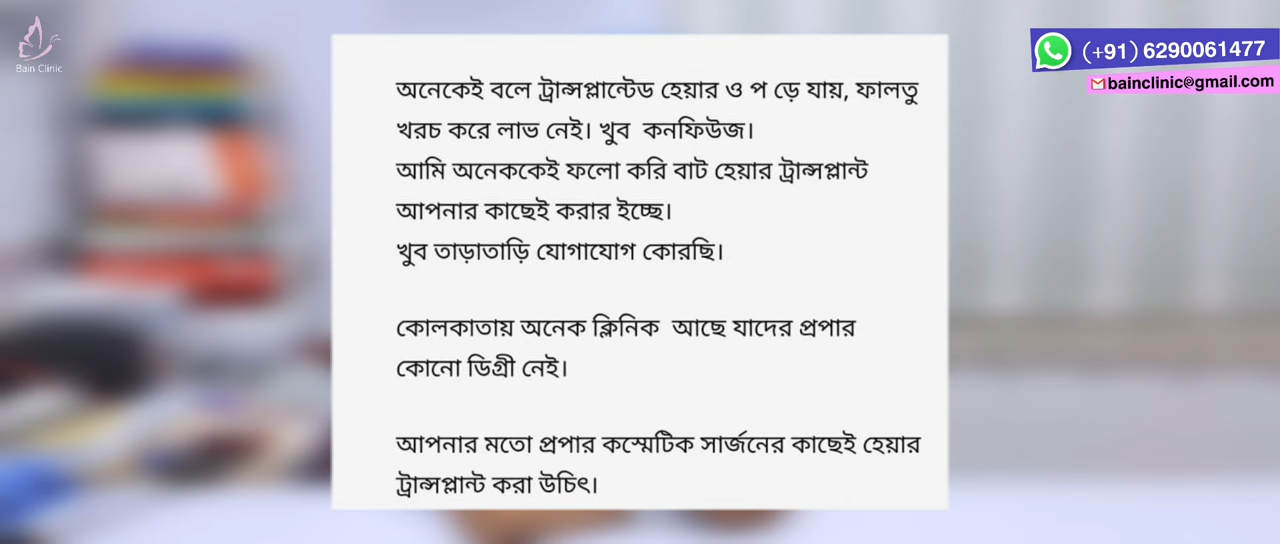 Bain Clinic
(+91) 6290061477
bainclinic@gmail.com
অনেকেই বলে ট্রান্সপ্লান্টেড হেয়ার ও প ড়ে যায়, ফালতু
খরচ করে লাভ নেই। খুব কনফিউজ।
আমি অনেককেই ফলো করি বাট হেয়ার ট্রান্সপ্লান্ট
আপনার কাছেই করার ইচ্ছে।
খুব তাড়াতাড়ি যোগাযোগ কোরছি।
কোলকাতায় অনেক ক্লিনিক আছে যাদের প্রপার
কোনো ডিগ্রী নেই।
আপনার মতো প্রপার কস্মেটিক সার্জনের কাছেই হেয়ার
ট্রান্সপ্লান্ট করা উচিৎ।